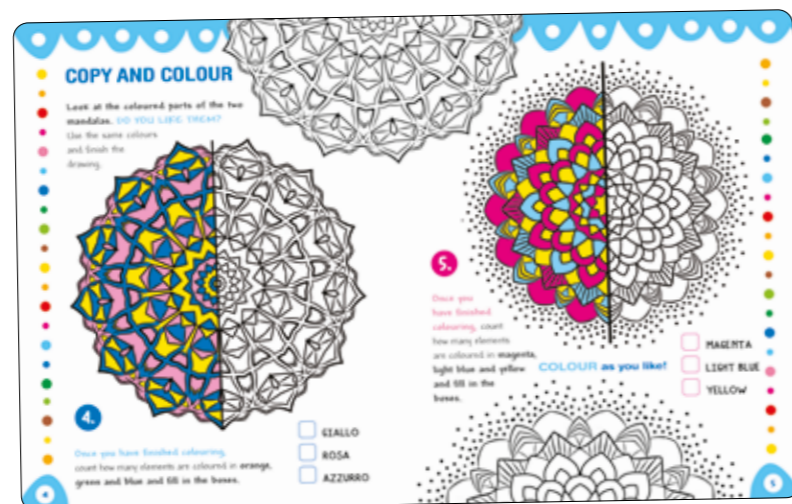 COPY AND COLOUR
Look at the coloured parts of the two
mandalas. DO YOU LIKE THEM?
Use the same colours
and finish the
drawing.
4.
Once you have finished colouring,
count how many elements are coloured in orange,
green and blue and fill in the boxes.
GIALLO
ROSA
AZZURRO
4
5.
Once you
have finished
colouring, count
how many elements
are coloured in magenta,
light blue and yellow
and fill in the
boxes.
COLOUR as you like!
MAGENTA
LIGHT BLUE
YELLOW
5